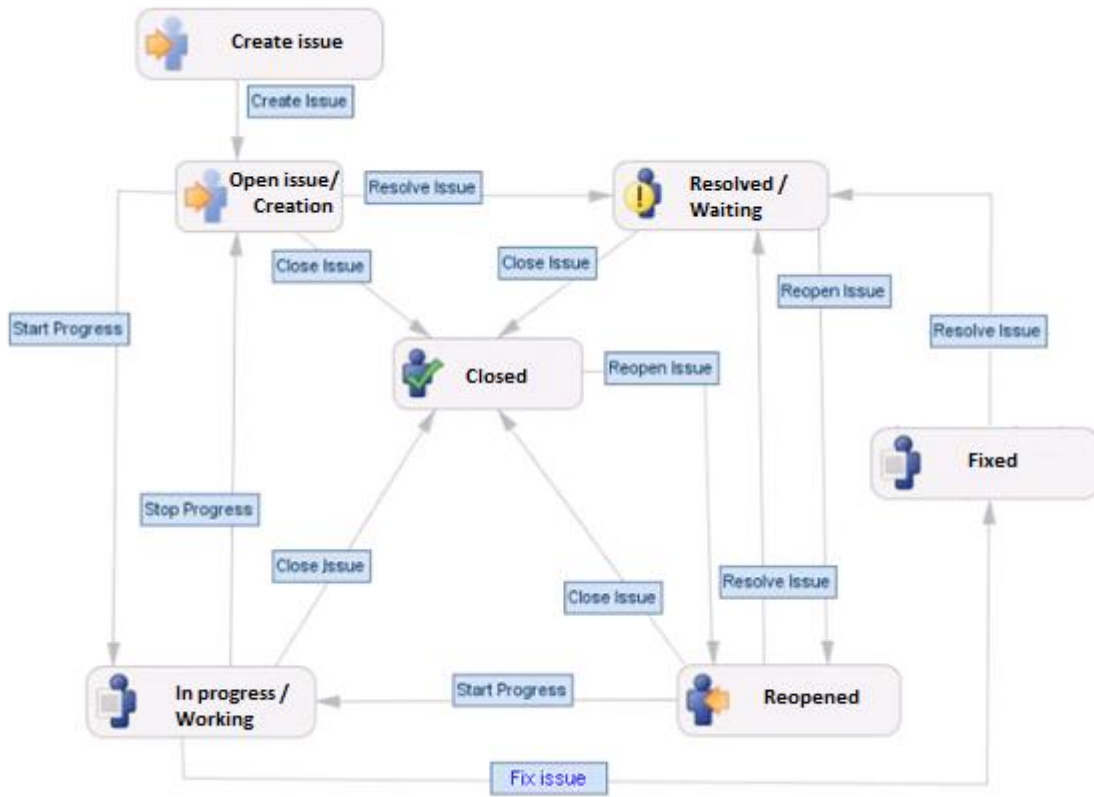 Create issue
Create Issue
Open issue/
Creation
Resolve Issue
Resolved /
Waiting
Close Issue
Close Issue
Reopen Issue
Start Progress
Resolve Issue
Closed
Reopen Issue
Fixed
Stop Progress
Close Issue
Close Issue
Resolve Issue
In progress /
Working
Start Progress
Reopened
Fix issue